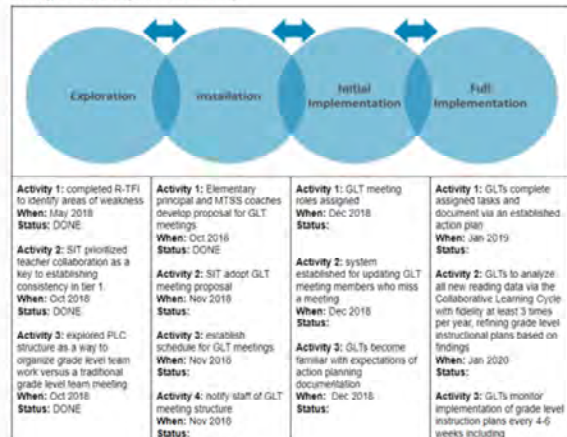 Exploration
Installation
Initial
Implementation
Full
Implementation
Activity 1: completed R-TFI
to identify areas of weakness
When: May 2018
Status: DONE
Activity 2: SIT prioritized
teacher collaboration as a
key to establishing
consistency in tier 1.
When: Oct 2018
Status: DONE
Activity 3: explored PLC
structure as a way to
organize grade level team
work versus a traditional
grade level team meeting
When: Oct 2018
Status: DONE
Activity 1: Elementary
principal and MTSS coaches
develop proposal for GLT
meetings
When: Oct 2018
Status: DONE
Activity 2: SIT adopt GLT
meeting proposal
When: Nov 2018
Status:
Activity 3: establish
schedule for GLT meetings
When: Nov 2018
Status:
Activity 4: notify staff of GLT
meeting structure
When: Nov 2018
Status:
Activity 1: GLT meeting
roles assigned
When: Dec 2018
Status:
Activity 2: system
established for updating GLT
meeting members who miss
a meeting
When: Dec 2018
Status:
Activity 3: GLTs become
familiar with expectations of
action planning
documentation
When: Dec 2018
Status:
Activity 1: GLTs complete
assigned tasks and
document via an established
action plan
When: Jan 2019
Status:
Activity 2: GLTs to analyze
all new reading data via the
Collaborative Learning Cycle
with fidelity at least 3 times
per year, refining grade level
instructional plans based on
findings
When: Jan 2020
Status:
Activity 3: GLTs monitor
implementation of grade level
instruction plans every 4-6
weeks including